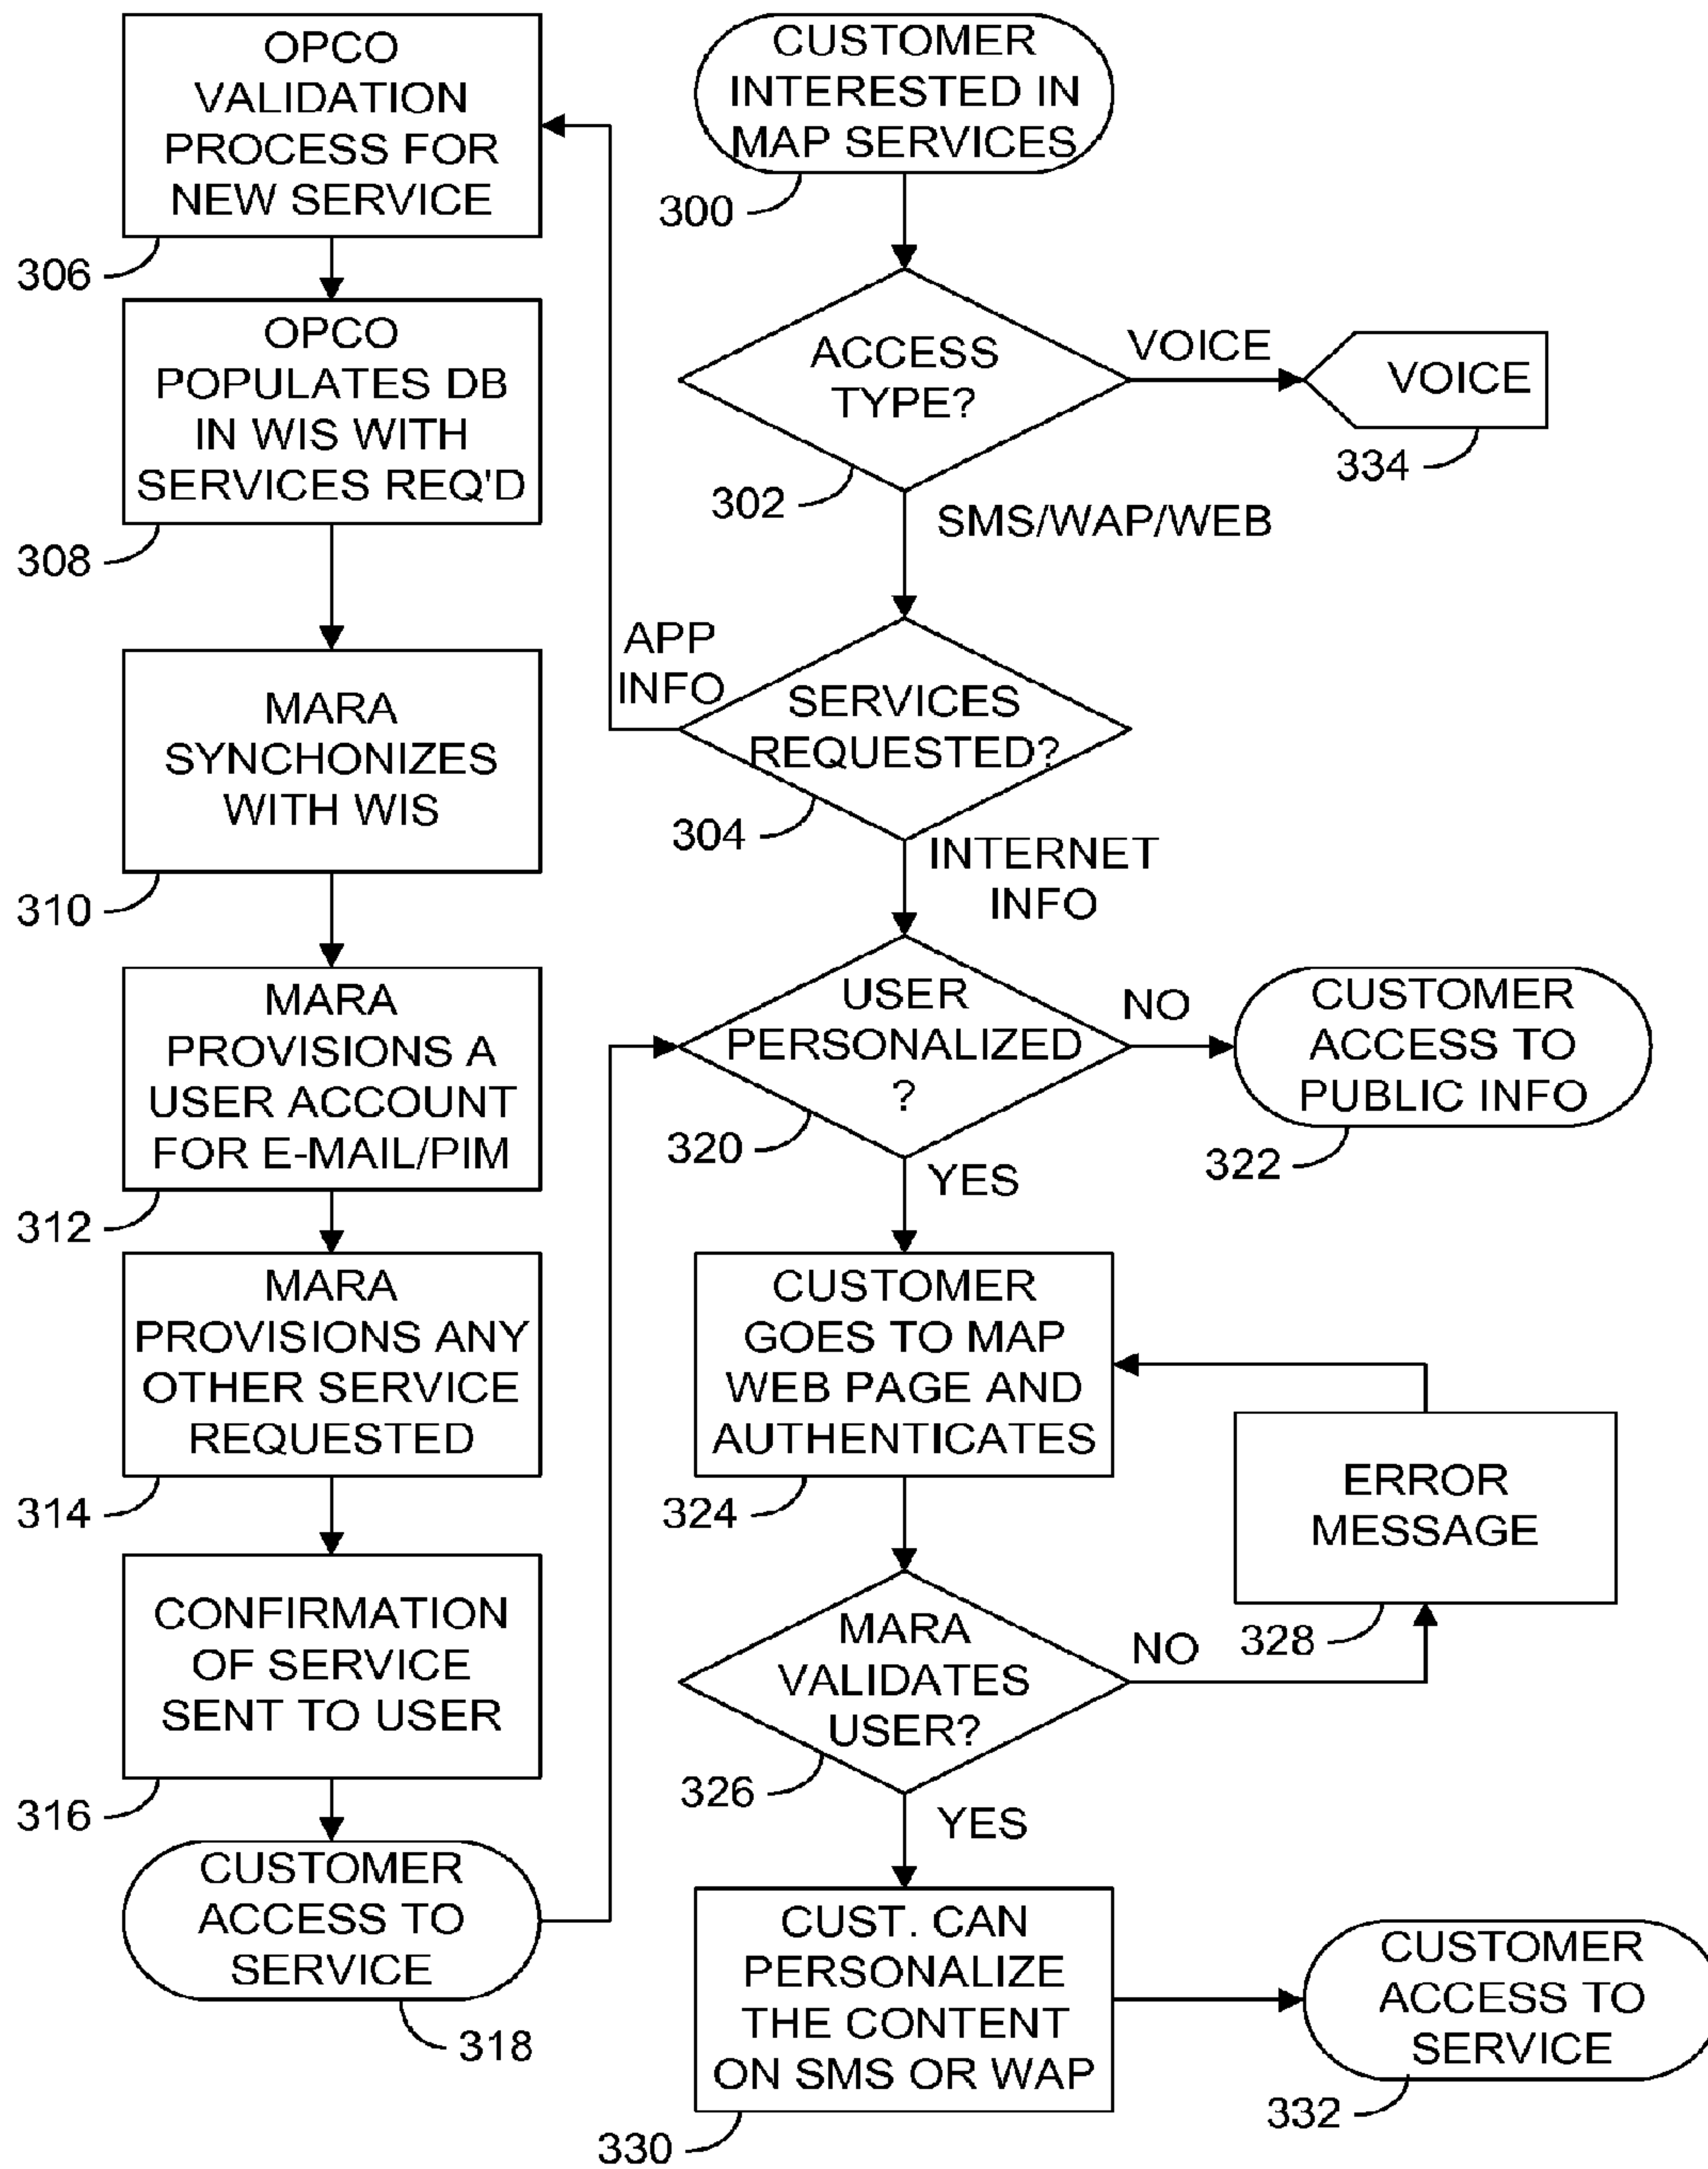 OPCO
VALIDATION
PROCESS FOR
NEW SERVICE
306
OPCO
POPULATES DB
IN WIS WITH
SERVICES REQ'D
308
MARA
SYNCHONIZES
WITH WIS
310
MARA
PROVISIONS A
USER ACCOUNT
FOR E-MAIL/PIM
312
MARA
PROVISIONS ANY
OTHER SERVICE
REQUESTED
314
CONFIRMATION
OF SERVICE
SENT TO USER
316
CUSTOMER
ACCESS TO
SERVICE
318
CUSTOMER
INTERESTED IN
MAP SERVICES
300
ACCESS
TYPE?
302
VOICE
VOICE
334
SMS/WAP/WEB
APP
INFO
SERVICES
REQUESTED?
304
INTERNET
INFO
USER
PERSONALIZED
?
320
NO
CUSTOMER
ACCESS TO
PUBLIC INFO
322
YES
CUSTOMER
GOES TO MAP
WEB PAGE AND
AUTHENTICATES
324
ERROR
MESSAGE
328
MARA
VALIDATES
USER?
326
NO
YES
CUST. CAN
PERSONALIZE
THE CONTENT
ON SMS OR WAP
330
CUSTOMER
ACCESS TO
SERVICE
332